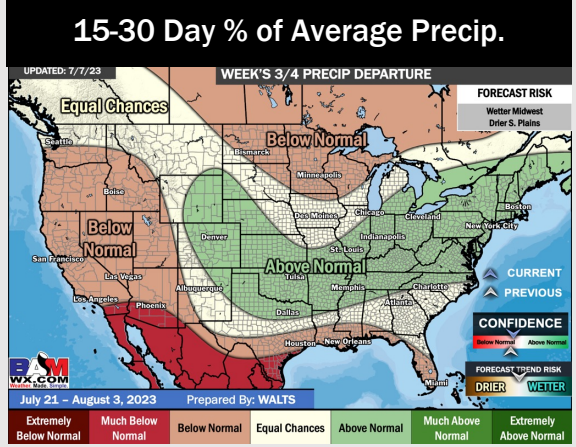 15-30 Day % of Average Precip.
UPDATED: 7/7/23
WEEK'S 3/4 PRECIP DEPARTURE
FORECAST RISK
Wetter Midwest
Drier S. Plains
Equal Chances
Seattle
Below Normal
Bismarck
Minneapolis
Boise
Des Moines
Chicago
Cleveland
Boston
New York City
Below
Normal
Denver
Indianapolis
St. Louis
San Francisco
Above Normal
Las Vegas
Tulsa
Albuquerque
Memphis
Charlotte
Los Angeles
Phoenix
Atlanta
Dallas
Houston
New Orleans
Miami
CURRENT
PREVIOUS
CONFIDENCE
Below Normal
Above Normal
FORECAST TREND RISK
DRIER
WETTER
BAM
WX.COM
Weather. Made. Simple.
July 21 – August 3, 2023
Prepared By: WALTS
Extremely
Below Normal
Much Below
Normal
Below Normal
Equal Chances
Above Normal
Much Above
Normal
Extremely
Above Normal